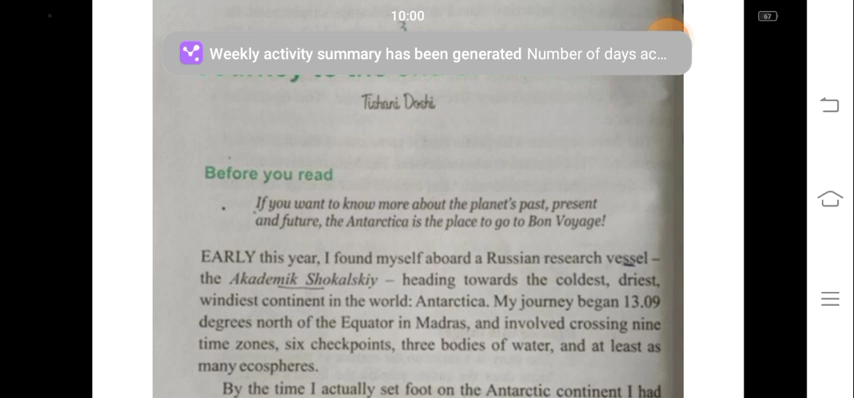 10:00
3
67
Weekly activity summary has been generated Number of days ac...
Tishani Doshi
Before you read
If you want to know more about the planet's past, present
and future, the Antarctica is the place to go to Bon Voyage!
EARLY this year, I found myself aboard a Russian research vessel –
the Akademik Shokalskiy – heading towards the coldest, driest,
windiest continent in the world: Antarctica. My journey began 13.09
degrees north of the Equator in Madras, and involved crossing nine
time zones, six checkpoints, three bodies of water, and at least as
many ecospheres.
By the time I actually set foot on the Antarctic continent I had